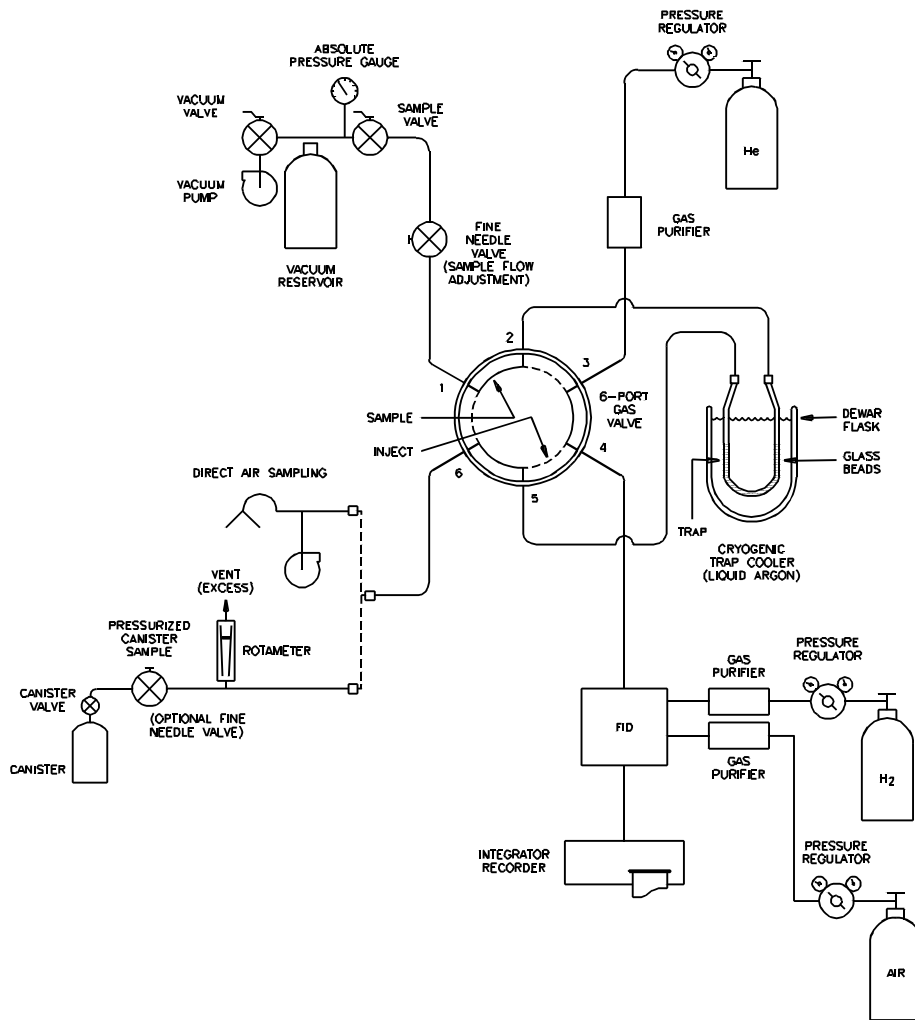 PRESSURE
REGULATOR
ABSOLUTE
PRESSURE GAUGE
VACUUM
VALVE
SAMPLE
VALVE
He
VACUUM
PUMP
GAS
PURIFIER
FINE
NEEDLE
VALVE
(SAMPLE FLOW
ADJUSTMENT)
VACUUM
RESERVOIR
2
3
1
6-PORT
GAS
VALVE
SAMPLE
DEWAR
FLASK
INJECT
4
GLASS
BEADS
6
DIRECT AIR SAMPLING
5
TRAP
CRYOGENIC
TRAP COOLER
(LIQUID ARGON)
VENT
(EXCESS)
PRESSURIZED
CANISTER
SAMPLE
ROTAMETER
GAS
PURIFIER
PRESSURE
REGULATOR
CANISTER
VALVE
(OPTIONAL FINE
NEEDLE VALVE)
FID
CANISTER
GAS
PURIFIER
H2
INTEGRATOR
RECORDER
PRESSURE
REGULATOR
AIR